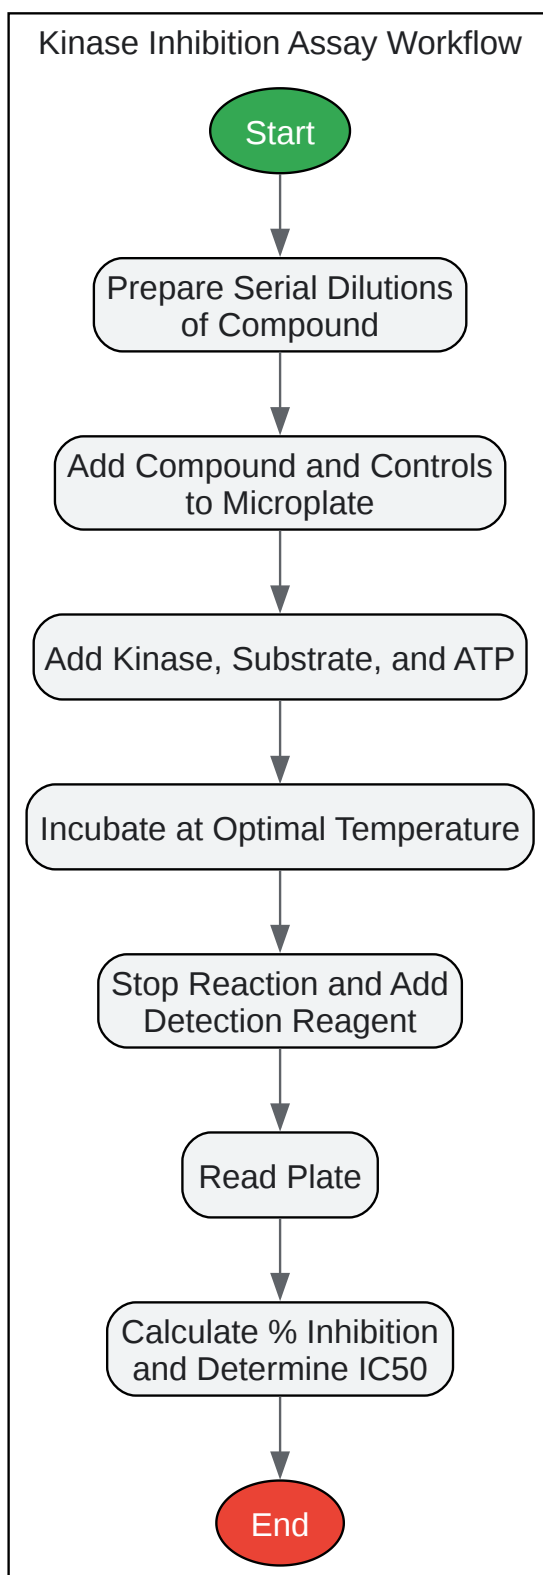 Kinase Inhibition Assay Workflow
Start
Prepare Serial Dilutions
of Compound
Add Compound and Controls
to Microplate
Add Kinase, Substrate, and ATP
Incubate at Optimal Temperature
Stop Reaction and Add
Detection Reagent
Read Plate
Calculate % Inhibition
and Determine IC50
End